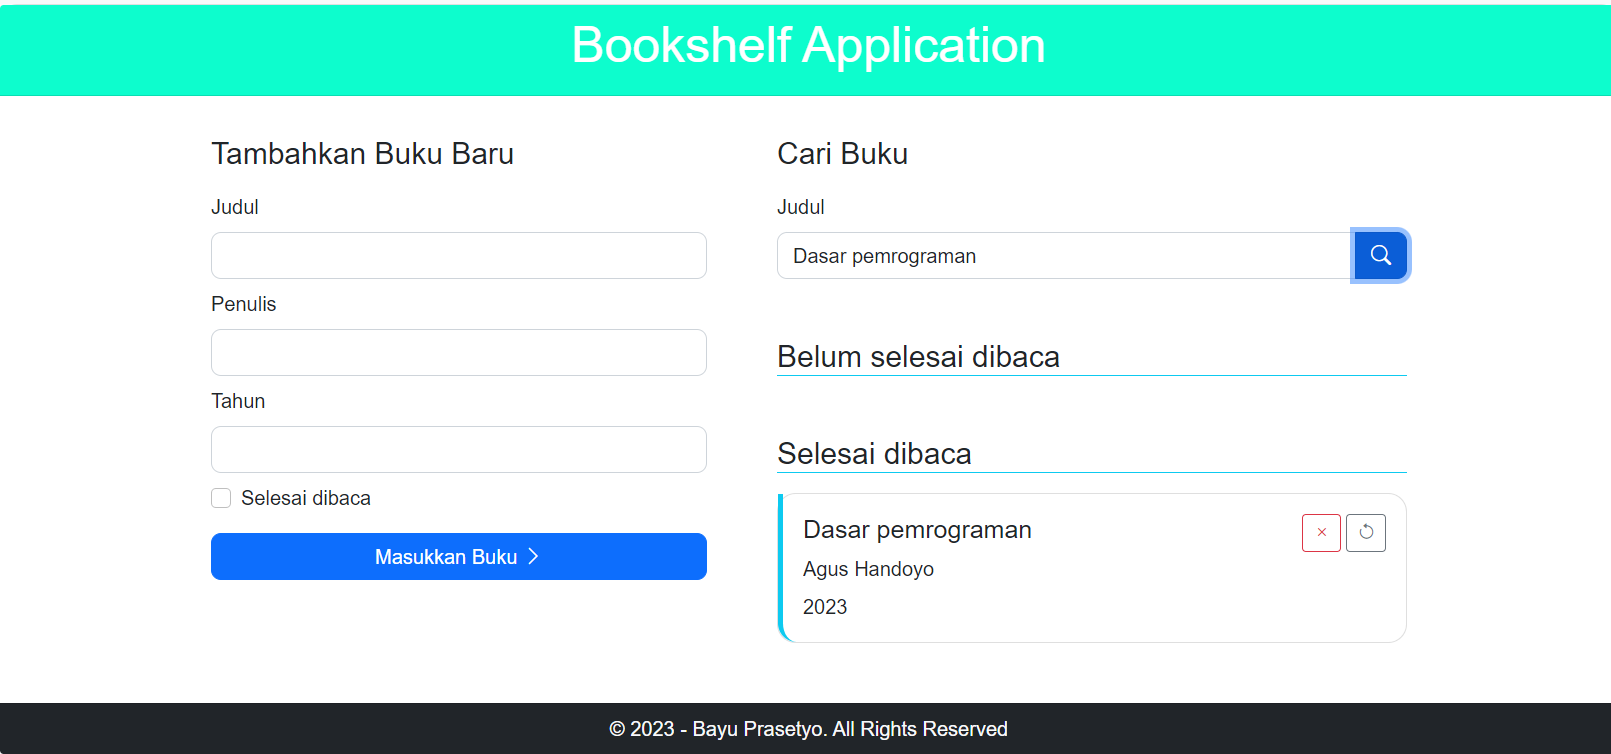 Bookshelf Application
Tambahkan Buku Baru
Judul
Penulis
Tahun
Selesai dibaca
Masukkan Buku
Cari Buku
Judul
Dasar pemrograman
Belum selesai dibaca
Selesai dibaca
Dasar pemrograman
Agus Handoyo
2023
© 2023 - Bayu Prasetyo. All Rights Reserved